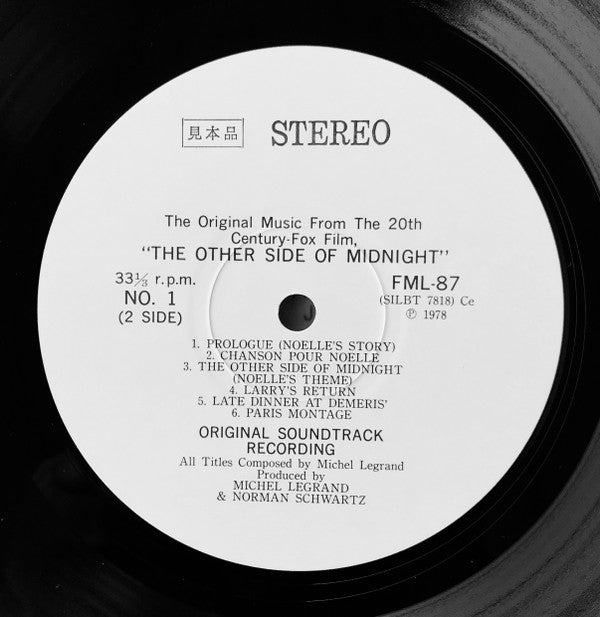 見本品 STEREO
The Original Music From The 20th
Century-Fox Film,
"THE OTHER SIDE OF MIDNIGHT"
33⅓ r.p.m. FML-87
NO. 1 (SILBT 7818) Ce
(2 SIDE) Ⓟ 1978
1. PROLOGUE (NOELLE'S STORY)
2. CHANSON POUR NOELLE
3. THE OTHER SIDE OF MIDNIGHT
(NOELLE'S THEME)
4. LARRY'S RETURN
5. LATE DINNER AT DEMERIS'
6. PARIS MONTAGE
ORIGINAL SOUNDTRACK
RECORDING
All Titles Composed by Michel Legrand
Produced by
MICHEL LEGRAND
& NORMAN SCHWARTZ